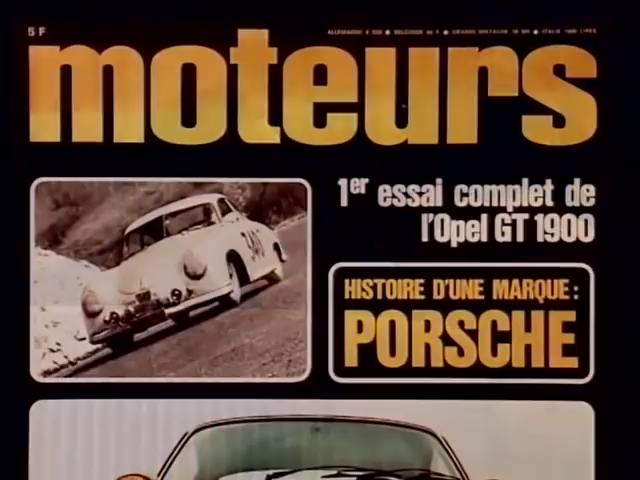 5 F
moteurs
1er essai complet de
l'Opel GT 1900
HISTOIRE D'UNE MARQUE :
PORSCHE